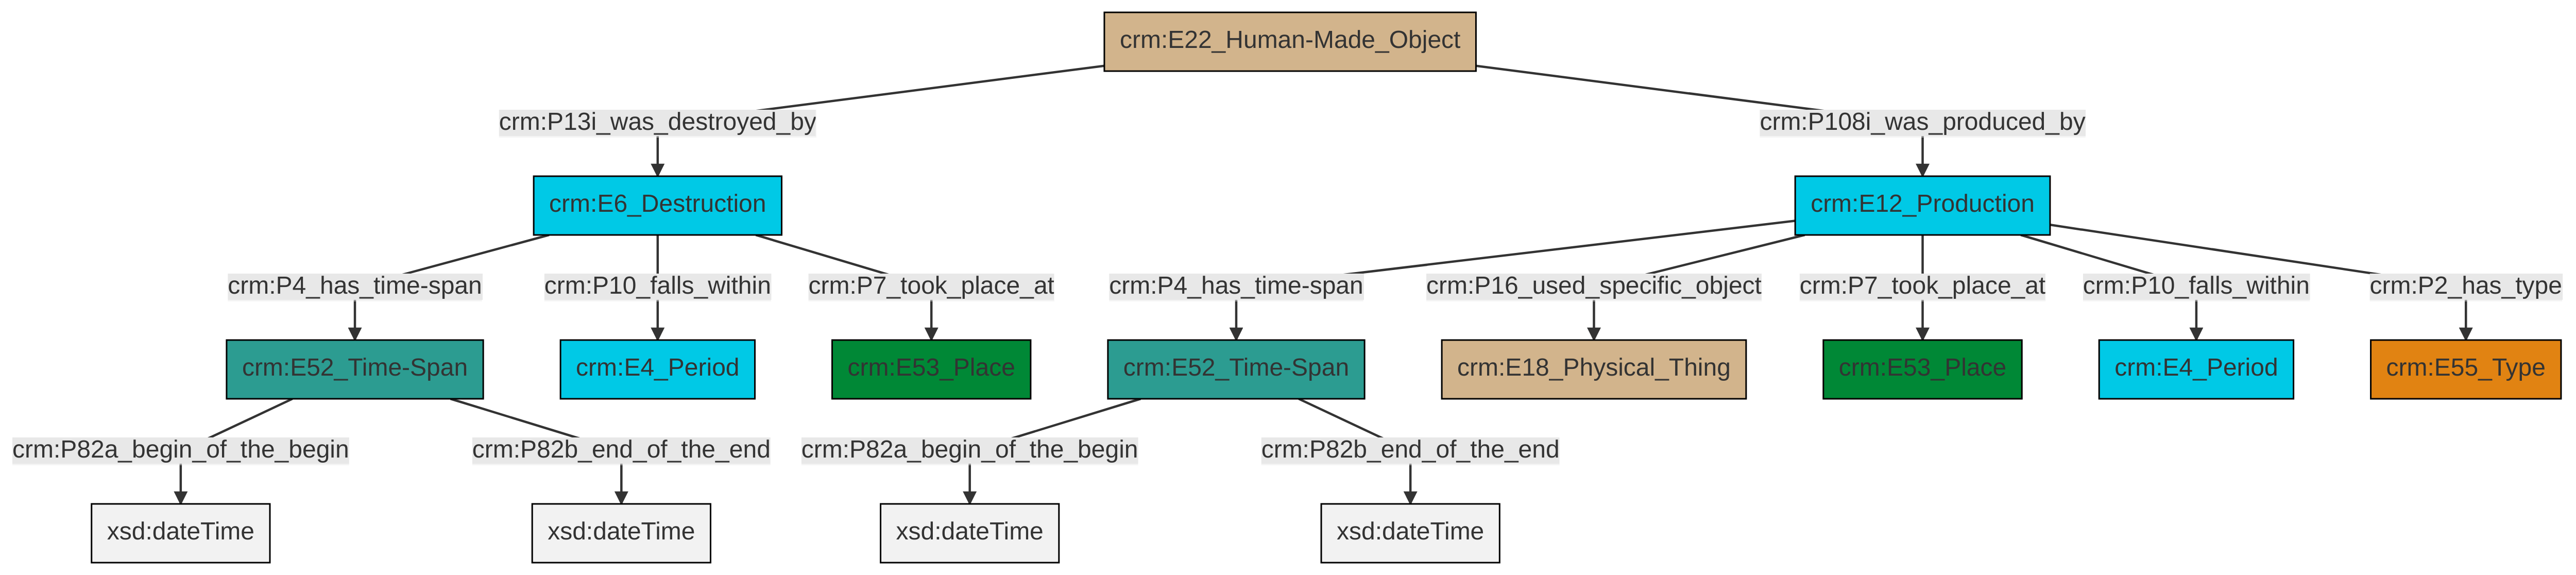 crm:E22_Human-Made_Object
crm:P13i_was_destroyed_by
crm:P108i_was_produced_by
crm:E6_Destruction
crm:E12_Production
crm:P4_has_time-span
crm:P10_falls_within
crm:P7_took_place_at
crm:P4_has_time-span
crm:P16_used_specific_object
crm:P7_took_place_at
crm:P10_falls_within
crm:P2_has_type
crm:E52_Time-Span
crm:E4_Period
crm:E53_Place
crm:E52_Time-Span
crm:E18_Physical_Thing
crm:E53_Place
crm:E4_Period
crm:E55_Type
crm:P82a_begin_of_the_begin
crm:P82b_end_of_the_end
crm:P82a_begin_of_the_begin
crm:P82b_end_of_the_end
xsd:dateTime
xsd:dateTime
xsd:dateTime
xsd:dateTime